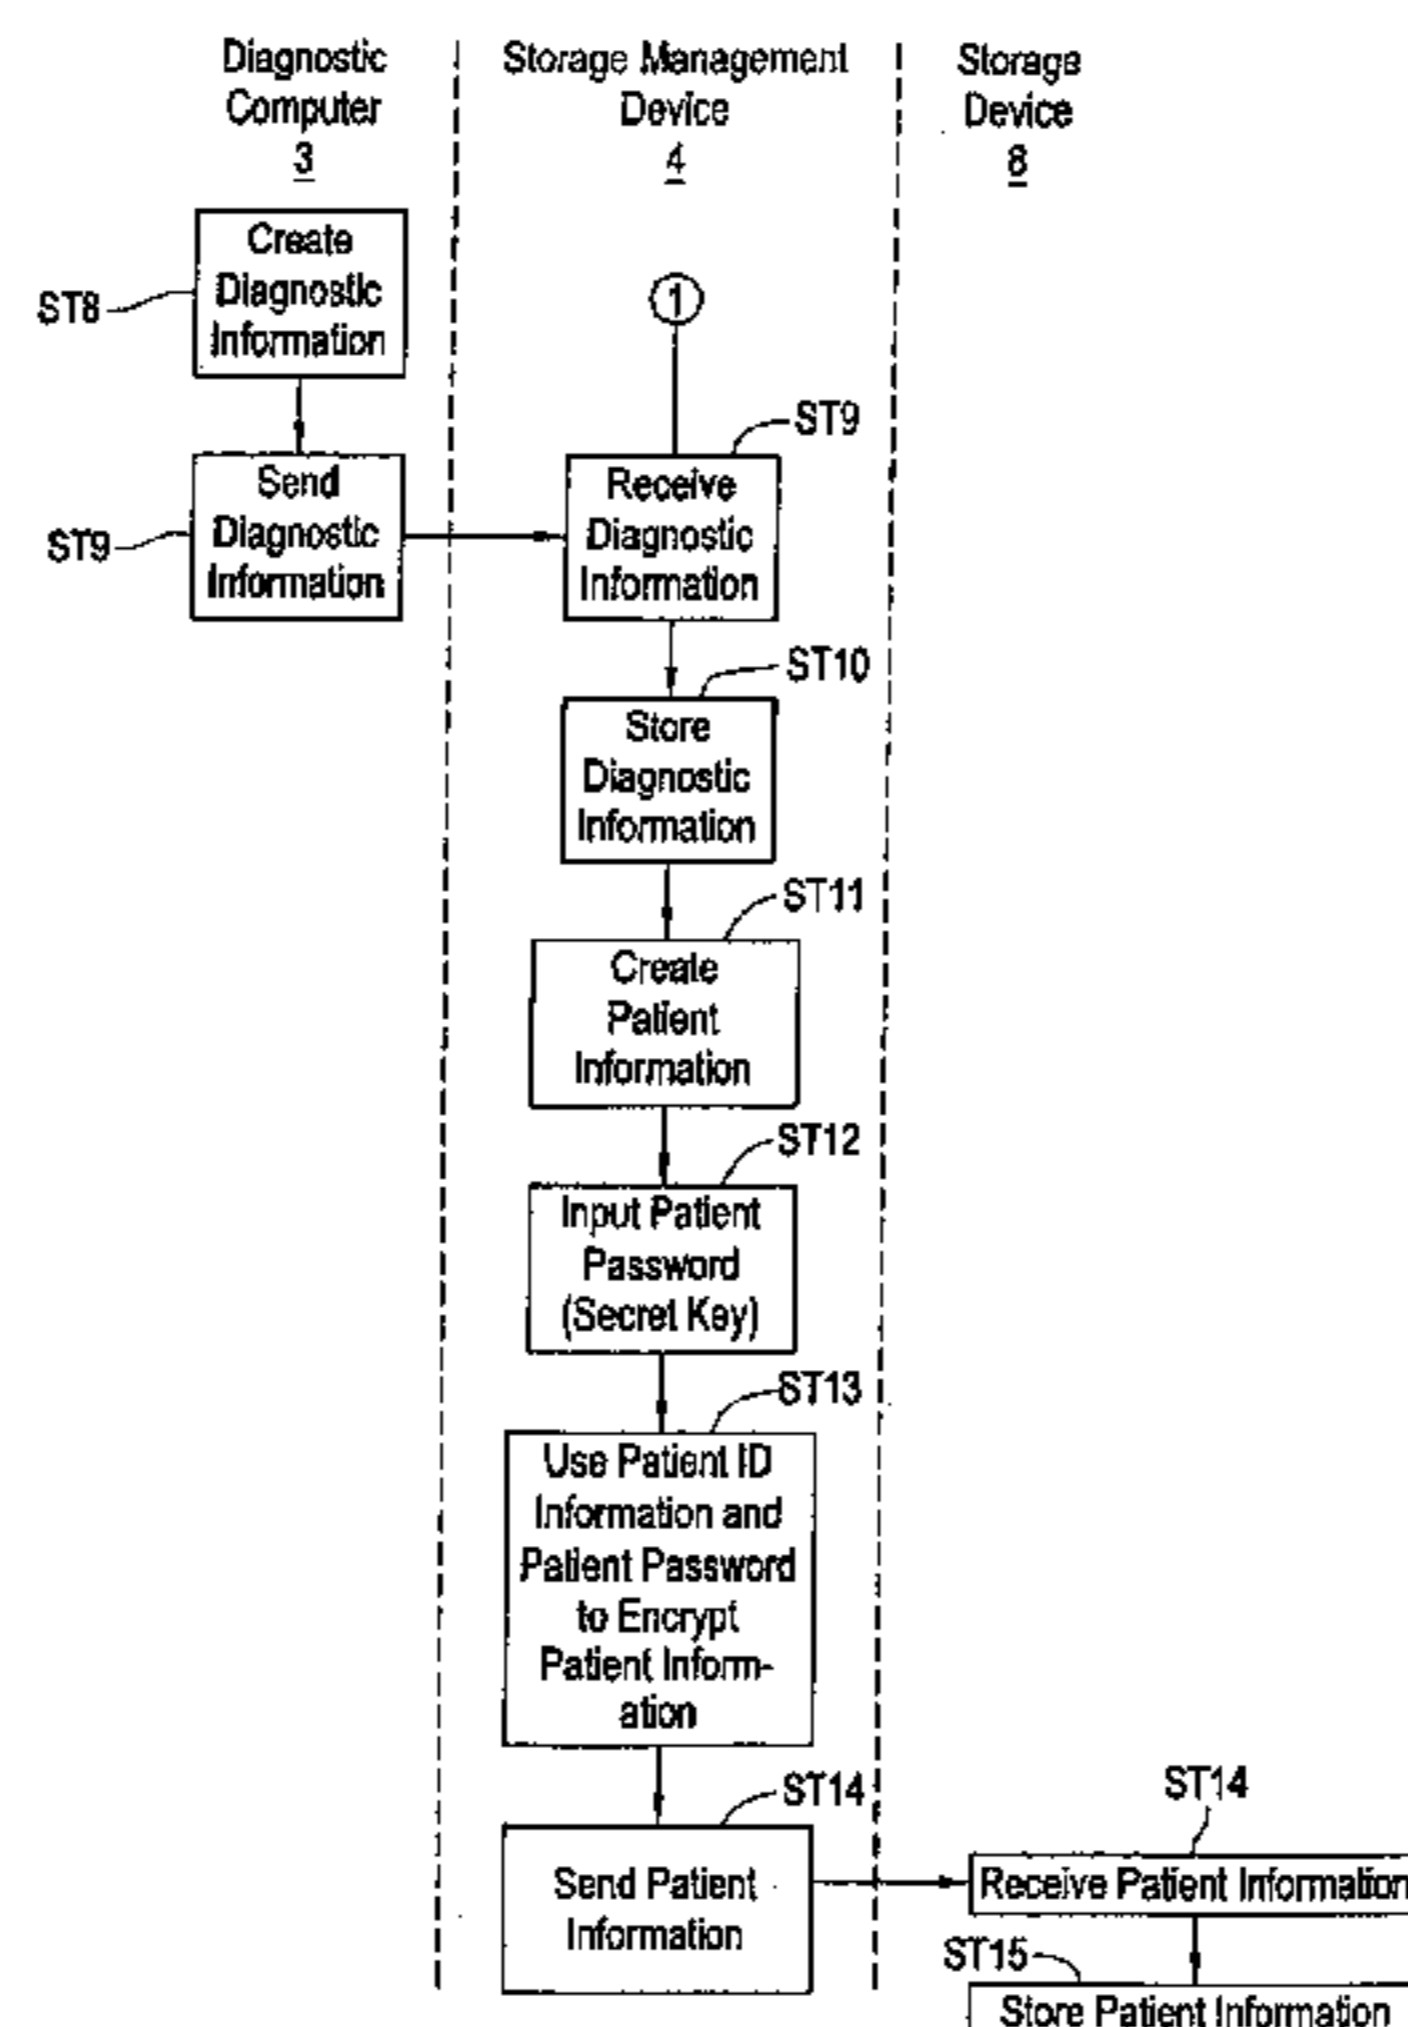 Diagnostic
Computer
3
Storage Management
Device
4
Storage
Device
8
ST8
Create
Diagnostic
Information
1
ST9
Send
Diagnostic
Information
ST9
Receive
Diagnostic
Information
ST10
Store
Diagnostic
Information
ST11
Create
Patient
Information
ST12
Input Patient
Password
(Secret Key)
ST13
Use Patient ID
Information and
Patient Password
to Encrypt
Patient Inform-
ation
ST14
Send Patient
Information
ST14
Receive Patient Information
ST15
Store Patient Information